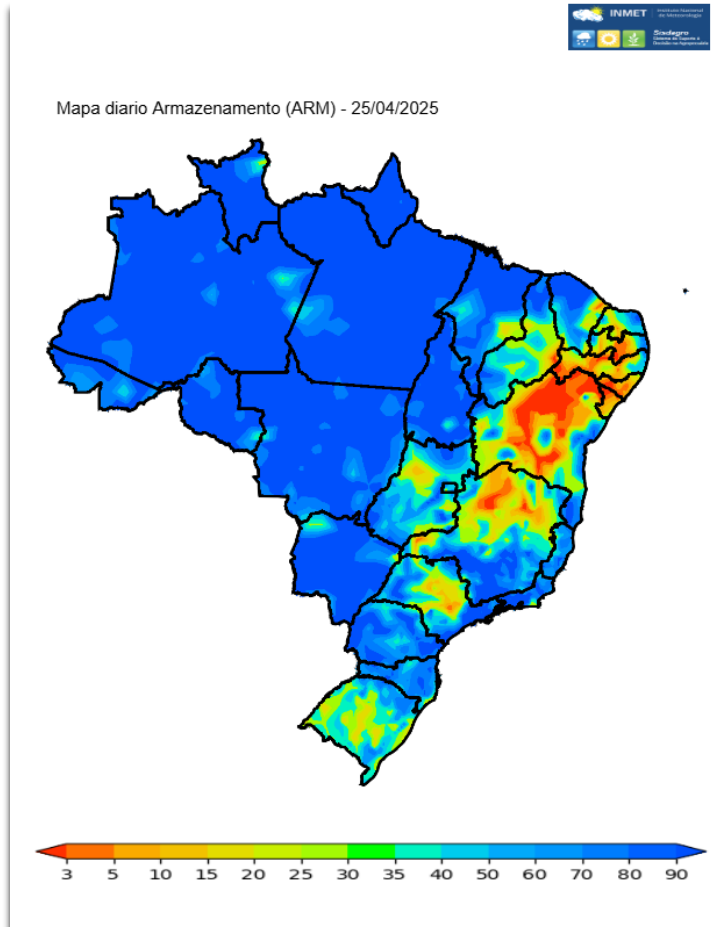 INMET
Instituto Nacional
de Meteorologia
Sisdagro
Sistema de Suporte à
Decisão na Agropecuária
Mapa diario Armazenamento (ARM) - 25/04/2025
3 5 10 15 20 25 30 35 40 50 60 70 80 90